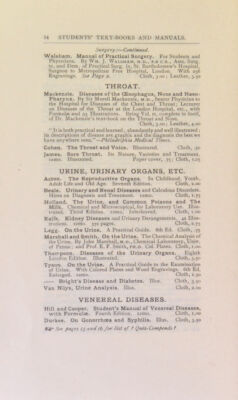 14 STUDENTS' TEXT-BOOKS AND MANUALS.
Surgery:—Continued.
Walsham. Manual of Practical Surgery. For Students and
Physicians. By WM. J. WALSHAM, M.D., F.R.C.S., Asst. Surg.
to, and Dem. of Practical Surg. in, St. Bartholomew's Hospital,
Surgeon to Metropolitan Free Hospital, London. With
Engravings. See Page 2. Cloth, 3.00; Leather, 3.50
THROAT.
Mackenzie. Diseases of the Œsophagus, Nose and Naso-
Pharynx. By Sir Morell Mackenzie, M.D., Senior Physician to
the Hospital for Diseases of the Chest and Throat; Lecturer
on Diseases of the Throat at the London Hospital, etc., with
Formulæ and 93 Illustrations. Being Vol. II, complete in itself,
of Dr. Mackenzie's text-book on the Throat and Nose.
Cloth, 3.00; Leather, 4.00
"It is both practical and learned; abundantly and well illustrated;
its descriptions of disease are graphic and the diagnosis the best we
have anywhere seen."—Philadelphia Medical Times.
Cohen. The Throat and Voice. Illustrated. Cloth, .50
James. Sore Throat. Its Nature, Varieties and Treatment.
12mo. Illustrated. Paper cover, .75; Cloth, 1.25
URINE, URINARY ORGANS, ETC.
Acton. The Reproductive Organs. In Childhood, Youth,
Adult Life and Old Age. Seventh Edition. Cloth, 2.00
Beale. Urinary and Renal Diseases and Calculous Disorders.
Hints on Diagnosis and Treatment. 12mo. Cloth, 1.75
Holland. The Urine, and Common Poisons and The
Milk. Chemical and Microscopical, for Laboratory Use. Illus-
trated. Third Edition. 12mo. Interleaved. Cloth, 1.00
Ralfe. Kidney Diseases and Urinary Derangements.
Illustrations. 12mo. 572 pages. Cloth, 2.75
Legg. On the Urine. A Practical Guide. 6th Ed. Cloth, .75
Marshall and Smith. On the Urine. The Chemical Analysis of
the Urine. By John Marshall, M.D., Chemical Laboratory, Univ.
of Penna; and Prof. E. F. Smith, PH.D. Col. Plates. Cloth, 1.00
Thompson. Diseases of the Urinary Organs. Eighth
London Edition. Illustrated. Cloth, 3.50
Tyson. On the Urine. A Practical Guide to the Examination
of Urine. With Colored Plates and Wood Engravings. 6th Ed.
Enlarged. 12mo. Cloth, 1.50
—— Bright's Disease and Diabetes. Illus. Cloth, 3.50
Van Nüys, Urine Analysis. Illus. Cloth, 2.00
VENEREAL DISEASES.
Hill and Cooper. Student's Manual of Venereal Diseases,
with Formulæ. Fourth Edition. 12mo. Cloth, 1.00
Durkee. On Gonorrhœa and Syphilis. Illus. Cloth, 3.50
See pages 15 and 16 for list of ? Quiz-Compends ?